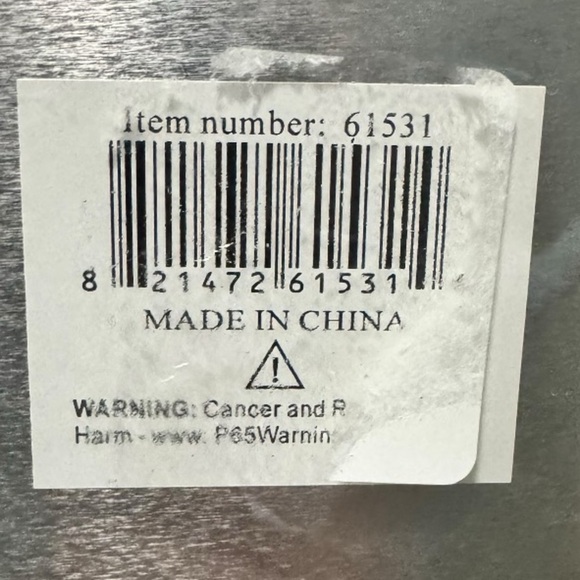 Item number: 61531
8 21472 61531
MADE IN CHINA
WARNING: Cancer and R
Harm - www. P65Warnin